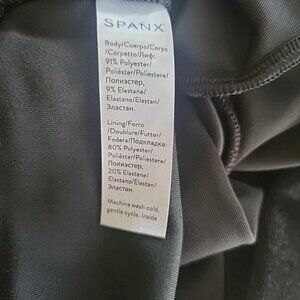 SPANX
Body/Cuerpo/Corps
/Corpetto/Лиф:
91% Polyester/
Poliéster/Poliestere/
Полиэстер,
9% Elastane/
Elastano/Elastan/
Эластан.
Lining/Forro
/Doublure/Futter/
Fodera/Подкладка:
80% Polyester/
Poliéster/Poliestere/
Полиэстер,
20% Elastane/
Elastano/Elastan/
Эластан.
Machine wash cold,
gentle cycle. Inside